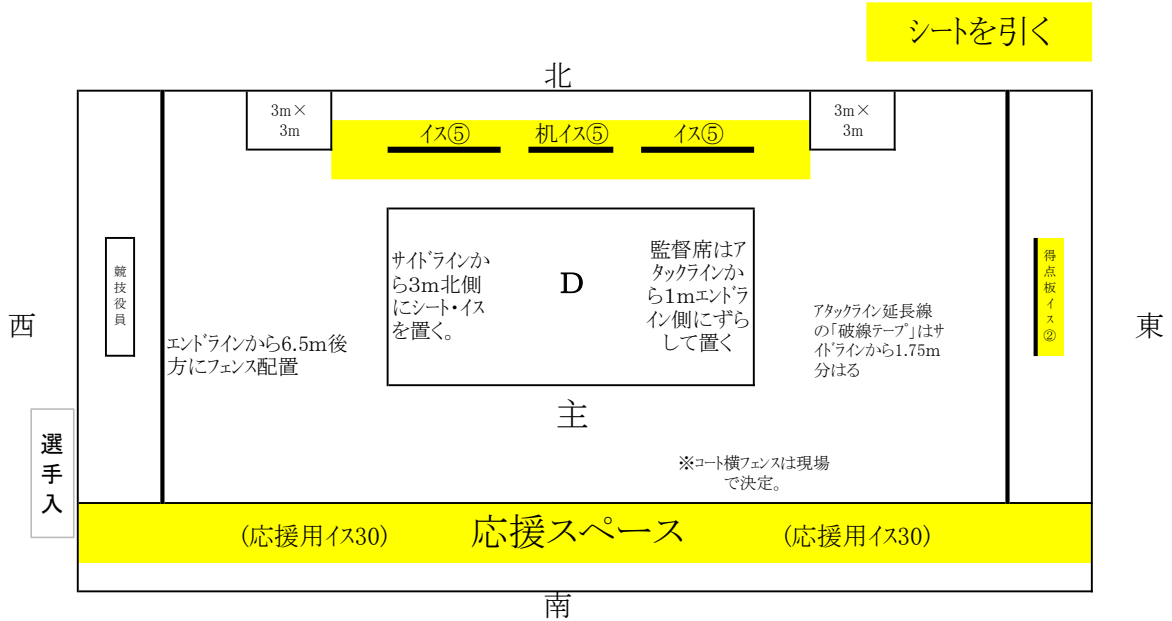 シートを引く
北
3m×
3m
イス⑤
机イス⑤
イス⑤
3m×
3m
競技役員
サイドラインか
ら3m北側
にシート・イス
を置く。
D
監督席はア
タックラインか
ら1mエンドラ
イン側にずら
して置く
得点板イス②
西
東
エンドラインから6.5m後
方にフェンス配置
アタックライン延長線
の「破線テープ」はサ
イドラインから1.75m
分はる
主
選手入
※コート横フェンスは現場
で決定。
(応援用イス30)
応援スペース
(応援用イス30)
南